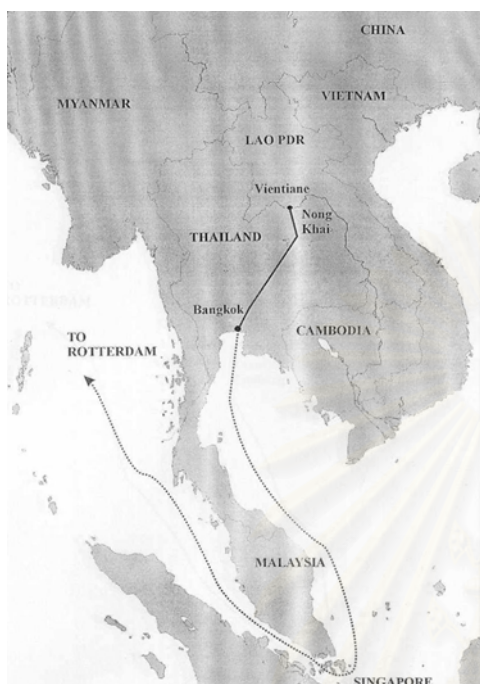 CHINA
MYANMAR
VIETNAM
LAO PDR
Vientiane
Nong
Khai
THAILAND
Bangkok
CAMBODIA
TO
ROTTERDAM
MALAYSIA
SINGAPORE